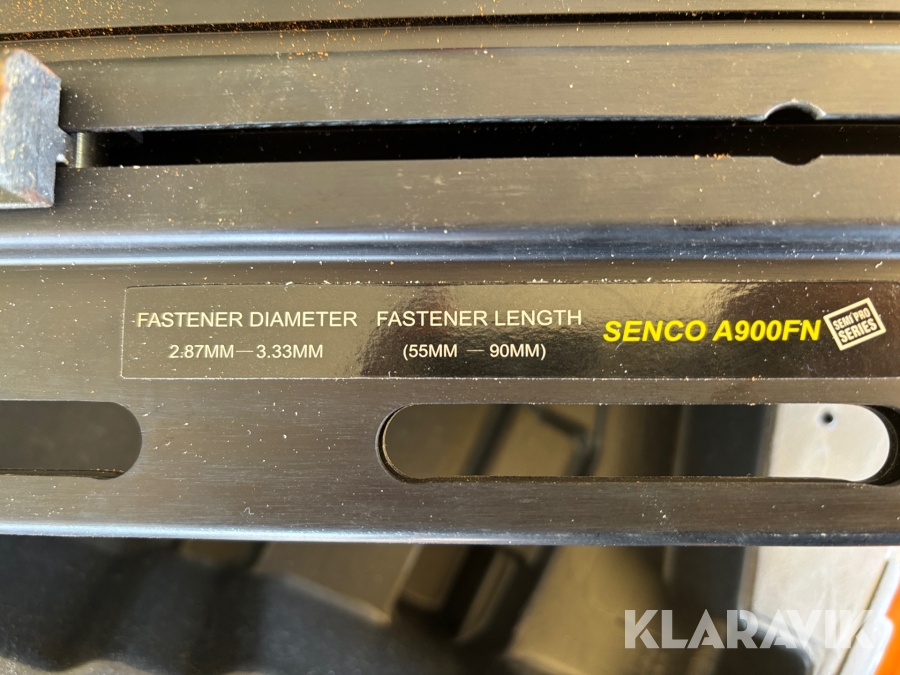 FASTENER DIAMETER
2.87MM—3.33MM
FASTENER LENGTH
(55MM — 90MM)
SENCO A900FN
SEMI PRO
SERIES
KLARAVIK